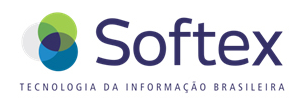 Softex
TECNOLOGIA DA INFORMAÇÃO BRASILEIRA